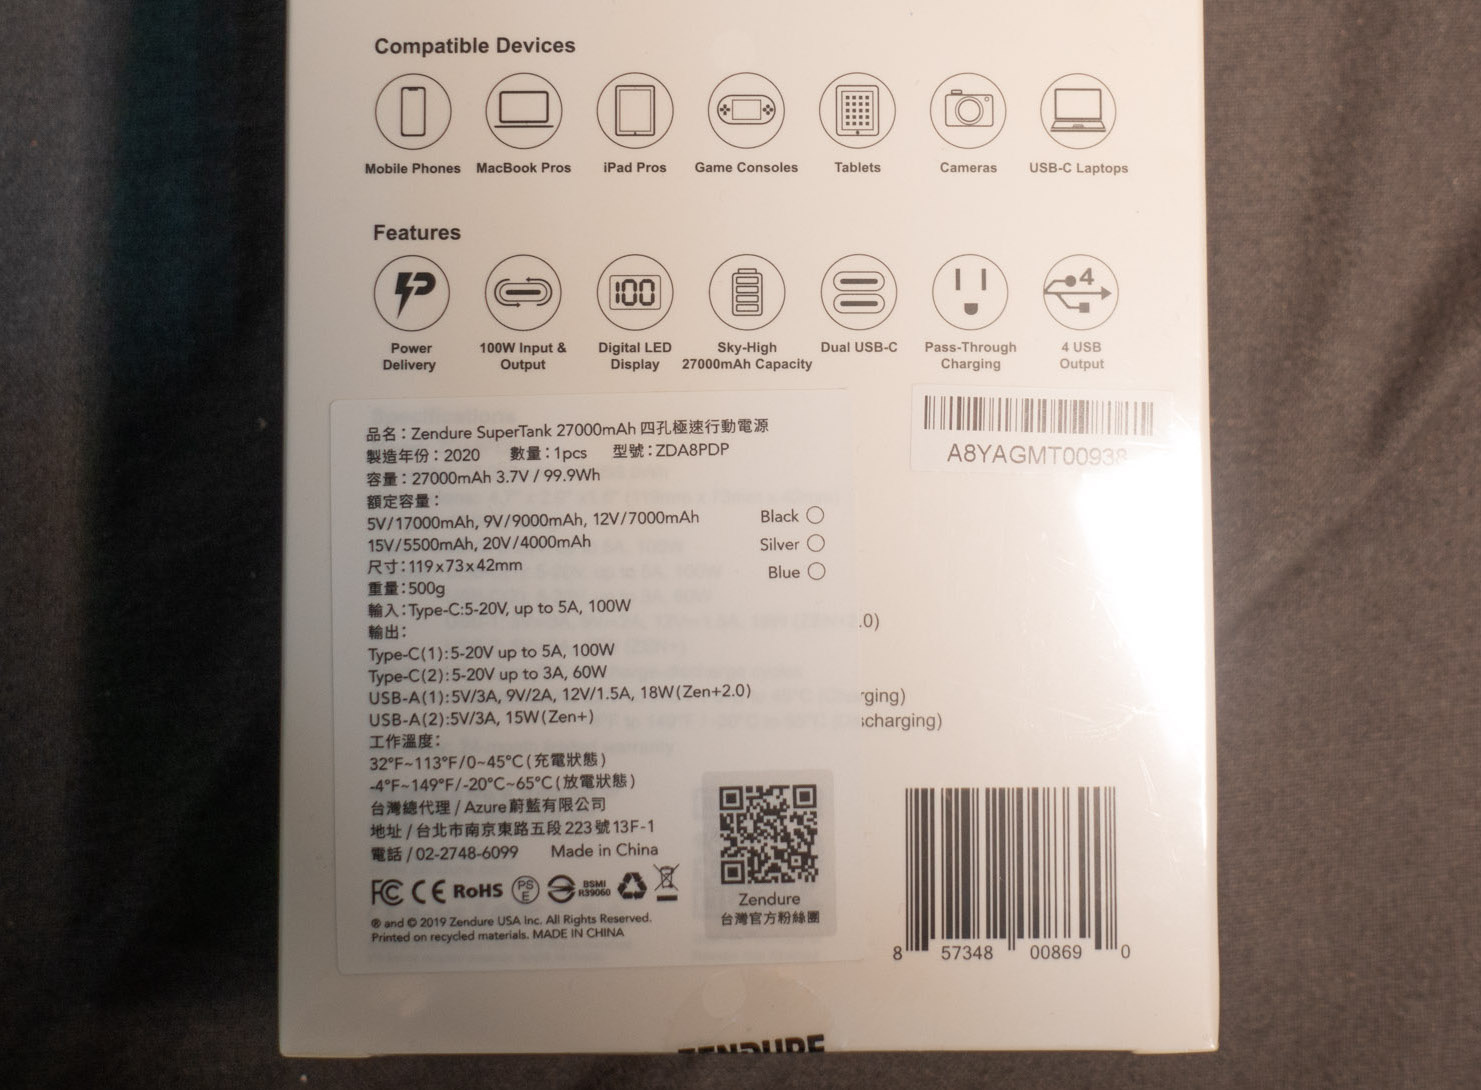 Compatible Devices
Mobile Phones MacBook Pros iPad Pros Game Consoles Tablets Cameras USB-C Laptops
Features
100
4
Power Delivery
100W Input & Output
Digital LED Display
Sky-High 27000mAh Capacity
Dual USB-C
Pass-Through Charging
4 USB Output
品名：Zendure SuperTank 27000mAh 四孔極速行動電源
製造年份：2020 數量：1pcs 型號：ZDA8PDP
容量：27000mAh 3.7V / 99.9Wh
額定容量：
5V/17000mAh, 9V/9000mAh, 12V/7000mAh
15V/5500mAh, 20V/4000mAh
尺寸：119x73x42mm
重量：500g
輸入：Type-C:5-20V, up to 5A, 100W
輸出：
Type-C(1):5-20V up to 5A, 100W
Type-C(2):5-20V up to 3A, 60W
USB-A(1):5V/3A, 9V/2A, 12V/1.5A, 18W(Zen+2.0)
USB-A(2):5V/3A, 15W(Zen+)
工作溫度：
32°F~113°F/0~45°C(充電狀態)
-4°F~149°F/-20°C~65°C(放電狀態)
台灣總代理/Azure蔚藍有限公司
地址/台北市南京東路五段223號13F-1
電話/02-2748-6099 Made in China
FC CE RoHS PSE BSMI R39060
® and © 2019 Zendure USA Inc. All Rights Reserved.
Printed on recycled materials. MADE IN CHINA
Black
Silver
Blue
Zendure
台灣官方粉絲團
A8YAGMT00938
.0)
rging)
scharging)
8 57348 00869 0
ZENDURE